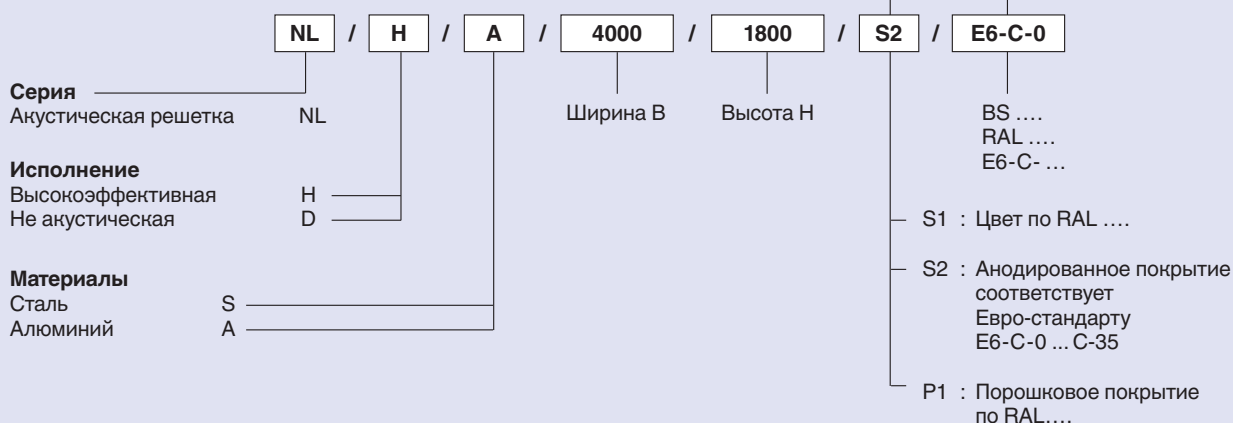 NL / H / A / 4000 / 1800 / S2 / E6-C-0
Серия
Акустическая решетка NL
Ширина B
Высота H
BS ….
RAL ….
E6-C- …
Исполнение
Высокоэффективная H
Не акустическая D
Материалы
Сталь S
Алюминий A
S1 : Цвет по RAL ….
S2 : Анодированное покрытие
соответствует
Евро-стандарту
E6-C-0 ... C-35
P1 : Порошковое покрытие
по RAL….